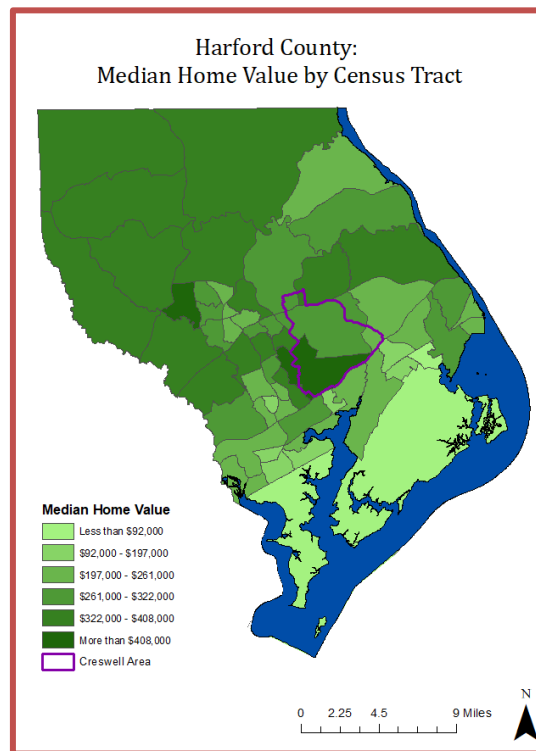 Harford County:
Median Home Value by Census Tract
Median Home Value
Less than $92,000
$92,000 - $197,000
$197,000 - $261,000
$261,000 - $322,000
$322,000 - $408,000
More than $408,000
Creswell Area
0 2.25 4.5 9 Miles
N